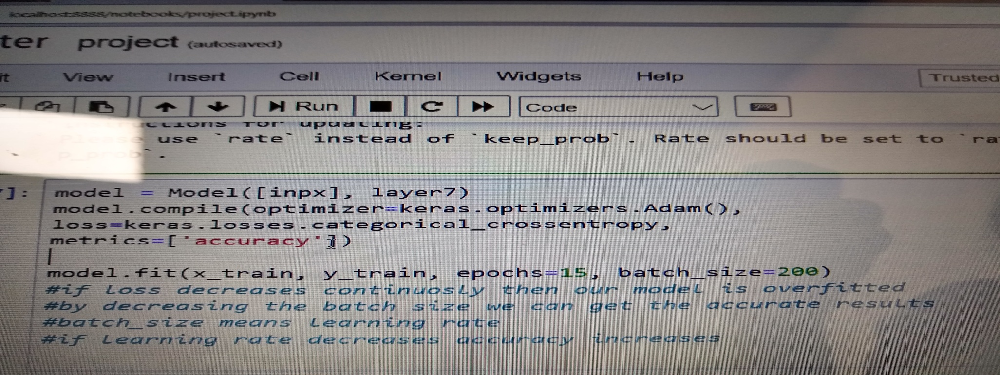 localhost:8888/notebooks/project.ipynb
ter project (autosaved)
it View Insert Cell Kernel Widgets Help Trusted
Run Code
ctions for updating:
Please use `rate` instead of `keep_prob`. Rate should be set to `ra
p_prob`.
]: model = Model([inpx], layer7)
model.compile(optimizer=keras.optimizers.Adam(),
loss=keras.losses.categorical_crossentropy,
metrics=['accuracy'])
model.fit(x_train, y_train, epochs=15, batch_size=200)
#if loss decreases continuosly then our model is overfitted
#by decreasing the batch size we can get the accurate results
#batch_size means learning rate
#if learning rate decreases accuracy increases